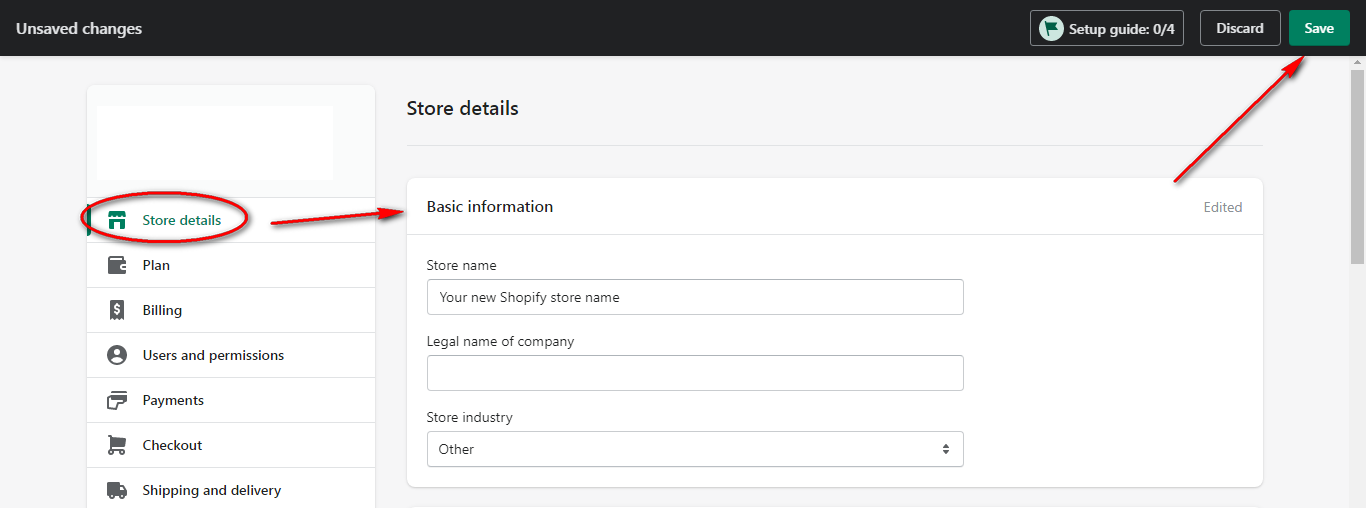 Unsaved changes
Setup guide: 0/4
Discard
Save
Store details
Plan
Billing
Users and permissions
Payments
Checkout
Shipping and delivery
Store details
Basic information
Edited
Store name
Your new Shopify store name
Legal name of company
Store industry
Other